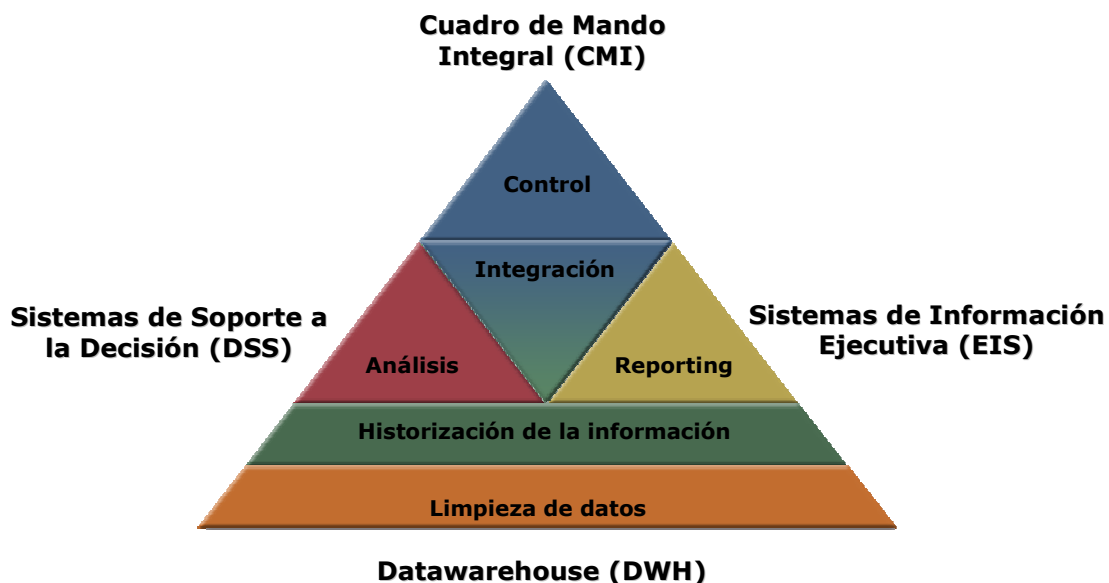 Cuadro de Mando
Integral (CMI)
Control
Integración
Sistemas de Soporte a
la Decisión (DSS)
Sistemas de Información
Ejecutiva (EIS)
Análisis
Reporting
Historización de la información
Limpieza de datos
Datawarehouse (DWH)